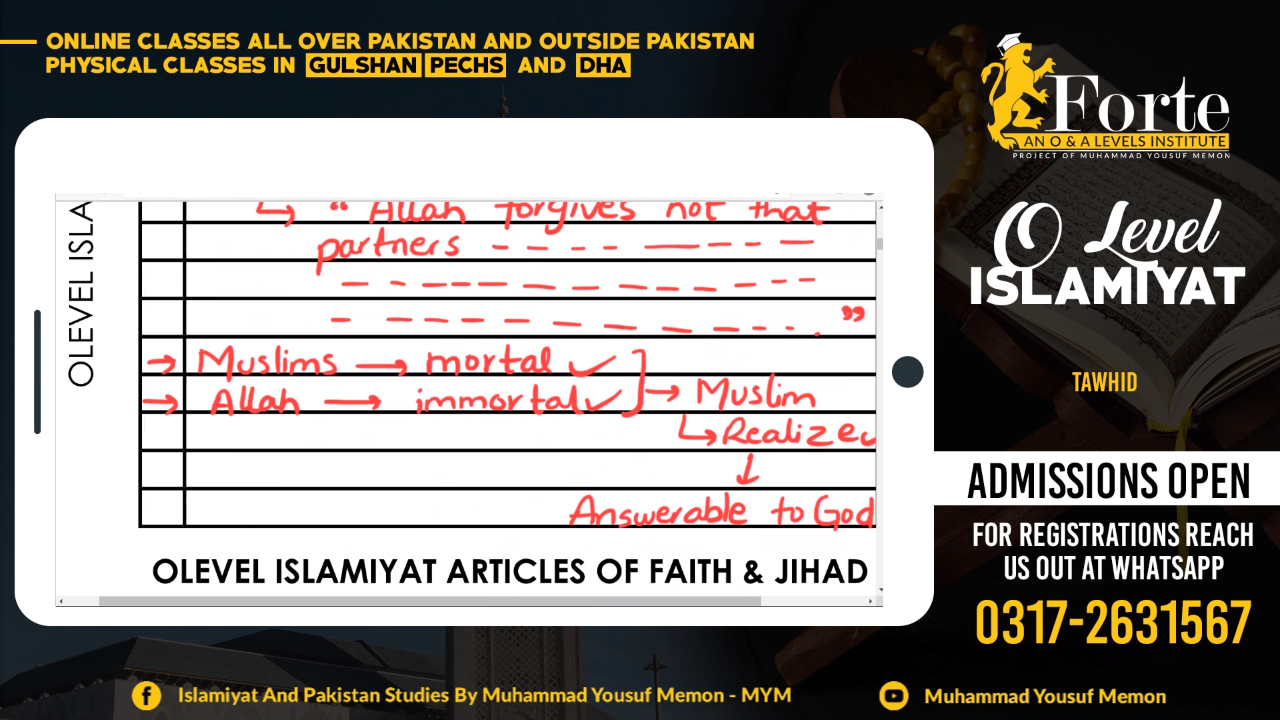 ONLINE CLASSES ALL OVER PAKISTAN AND OUTSIDE PAKISTAN
PHYSICAL CLASSES IN GULSHAN PECHS AND DHA
Forte
AN O & A LEVELS INSTITUTE
PROJECT OF MUHAMMAD YOUSUF MEMON
OLEVEL ISLA
↳ "Allah forgives not that
partners
"
→ Muslims → mortal ✓
→ Allah → immortal ✓ → Muslim
↳ Realize
↓
Answerable to God
OLEVEL ISLAMIYAT ARTICLES OF FAITH & JIHAD
O Level
ISLAMIYAT
TAWHID
ADMISSIONS OPEN
FOR REGISTRATIONS REACH
US OUT AT WHATSAPP
0317-2631567
Islamiyat And Pakistan Studies By Muhammad Yousuf Memon - MYM
Muhammad Yousuf Memon